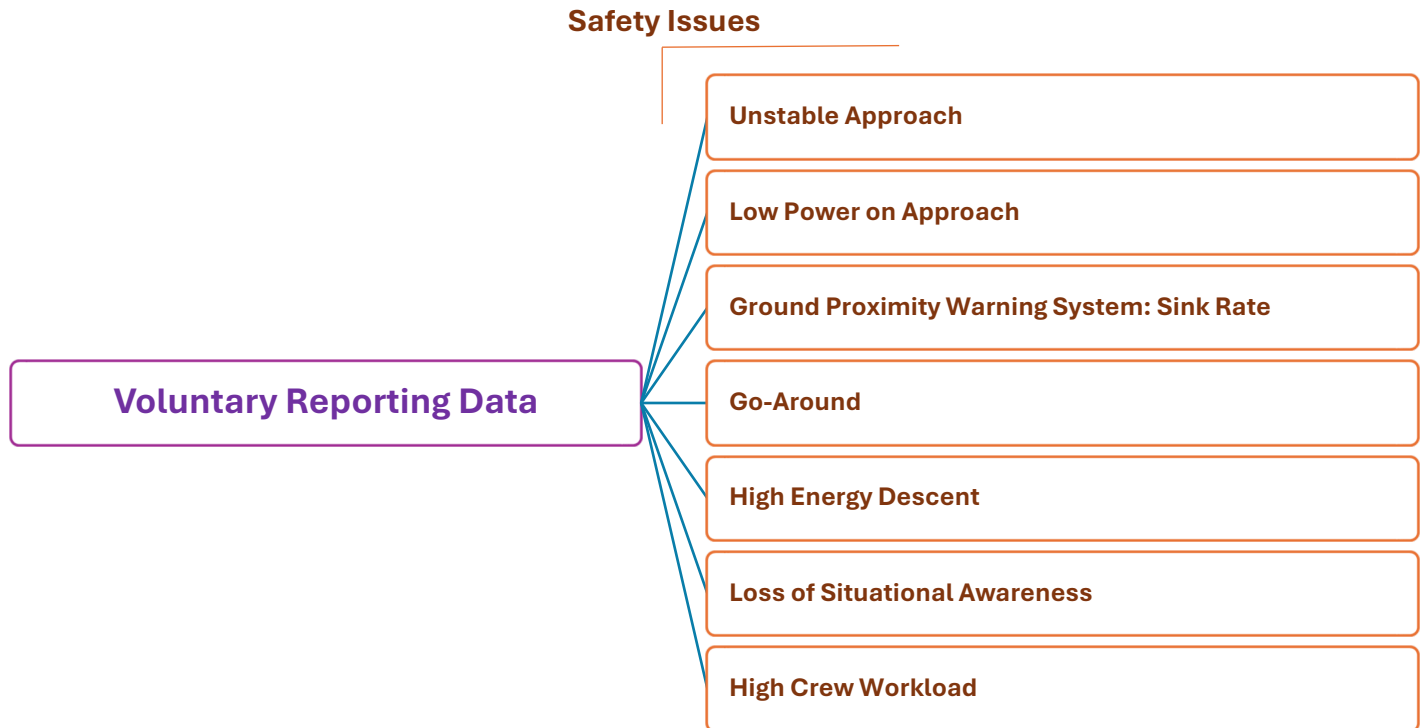 Safety Issues
Unstable Approach
Low Power on Approach
Ground Proximity Warning System: Sink Rate
Voluntary Reporting Data
Go-Around
High Energy Descent
Loss of Situational Awareness
High Crew Workload